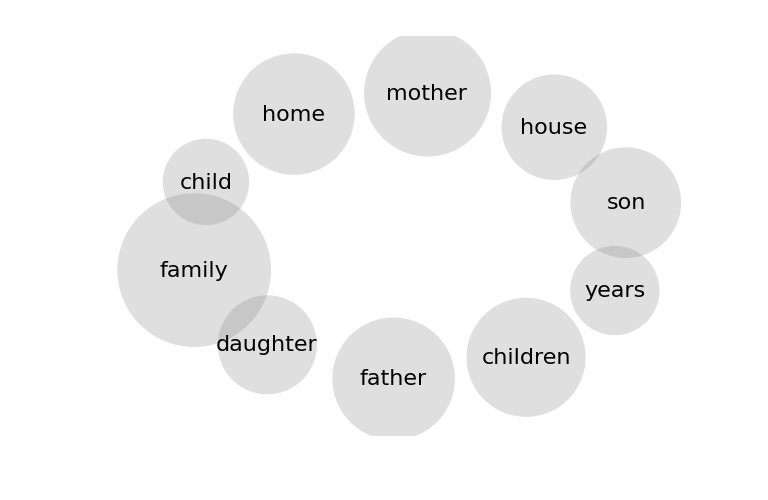 mother
home
house
child
son
family
years
daughter
children
father